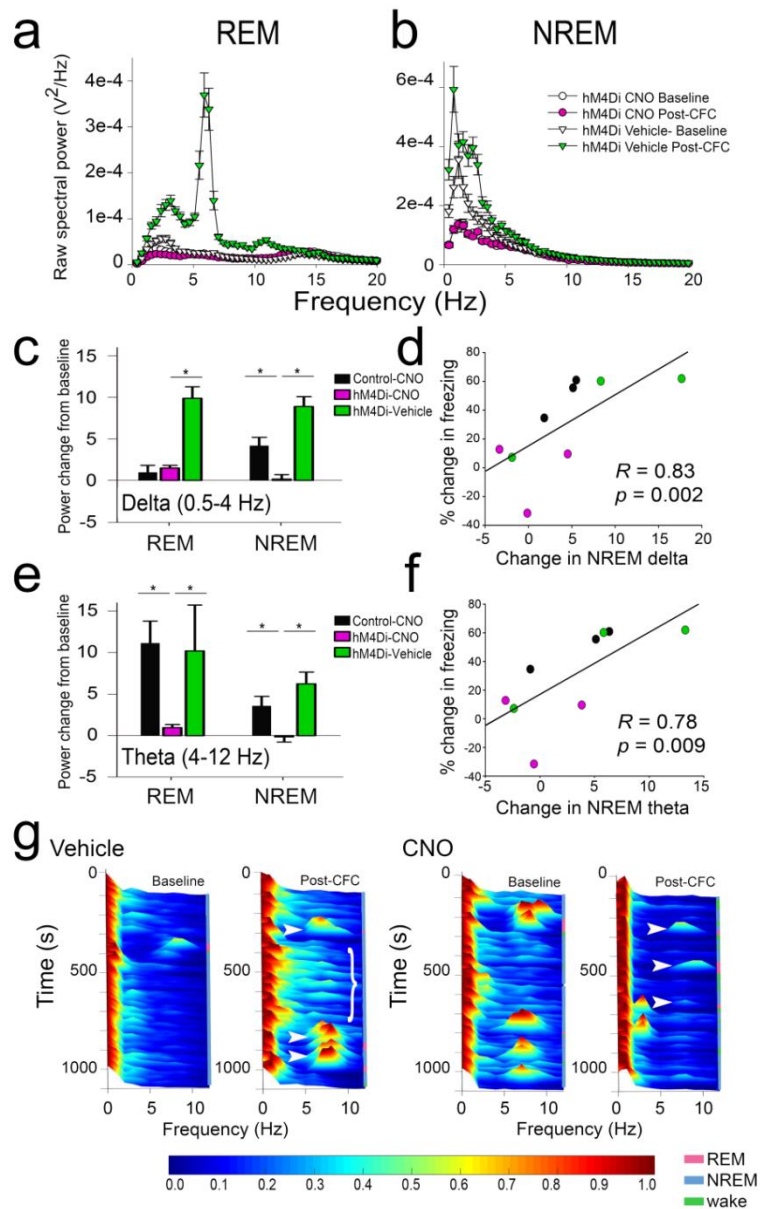 a REM
b NREM
Raw spectral power (V²/Hz)
4e-4
3e-4
2e-4
1e-4
0
0 5 10 15 20
6e-4
4e-4
2e-4
0
0 5 10 15 20
hM4Di CNO Baseline
hM4Di CNO Post-CFC
hM4Di Vehicle- Baseline
hM4Di Vehicle Post-CFC
Frequency (Hz)
c
Power change from baseline
15
10
5
0
-5
* * *
Control-CNO
hM4Di-CNO
hM4Di-Vehicle
Delta (0.5-4 Hz)
REM NREM
d
% change in freezing
80
60
40
20
0
-20
-40
-5 0 5 10 15 20
R = 0.83
p = 0.002
Change in NREM delta
e
Power change from baseline
15
10
5
0
-5
* * * *
Control-CNO
hM4Di-CNO
hM4Di-Vehicle
Theta (4-12 Hz)
REM NREM
f
% change in freezing
80
60
40
20
0
-20
-40
-5 0 5 10 15
R = 0.78
p = 0.009
Change in NREM theta
g
Vehicle
CNO
Time (s)
0
500
1000
Baseline
0 5 10
Post-CFC
0 5 10
Frequency (Hz)
0
500
1000
Baseline
0 5 10
Post-CFC
0 5 10
Frequency (Hz)
0.0 0.1 0.2 0.3 0.4 0.5 0.6 0.7 0.8 0.9 1.0
REM
NREM
wake